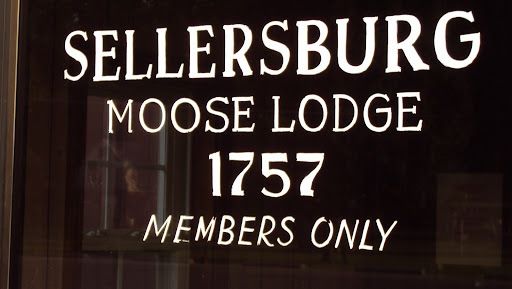 SELLERSBURG
MOOSE LODGE
1757
MEMBERS ONLY